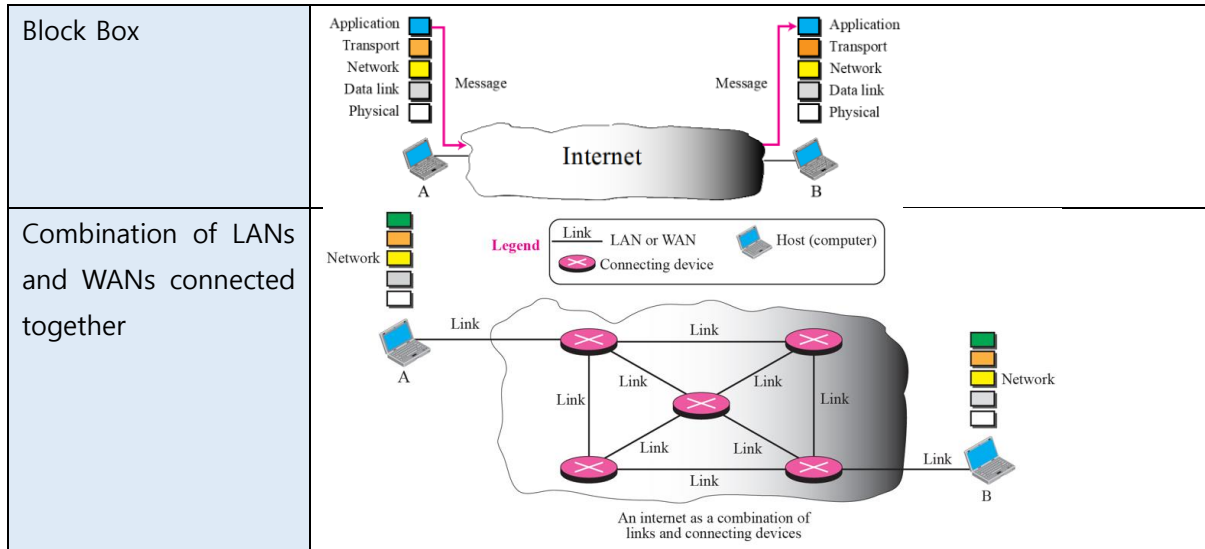 Block Box
Application
Transport
Network
Data link
Physical
Message
A
Internet
Message
Application
Transport
Network
Data link
Physical
B
Combination of LANs
and WANs connected
together
Network
Legend
Link
LAN or WAN
Host (computer)
Connecting device
Link
A
Link
Link
Link
Link
Link
Link
Link
Link
Network
Link
B
An internet as a combination of
links and connecting devices